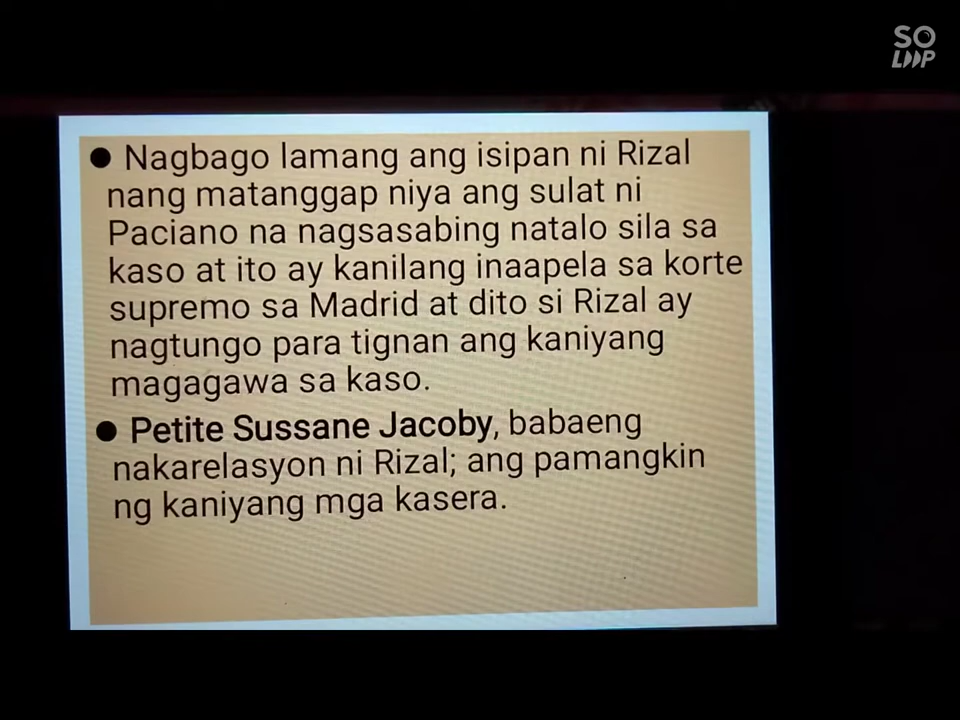 SO
LOOP
● Nagbago lamang ang isipan ni Rizal
nang matanggap niya ang sulat ni
Paciano na nagsasabing natalo sila sa
kaso at ito ay kanilang inaapela sa korte
supremo sa Madrid at dito si Rizal ay
nagtungo para tignan ang kaniyang
magagawa sa kaso.
● Petite Sussane Jacoby, babaeng
nakarelasyon ni Rizal; ang pamangkin
ng kaniyang mga kasera.